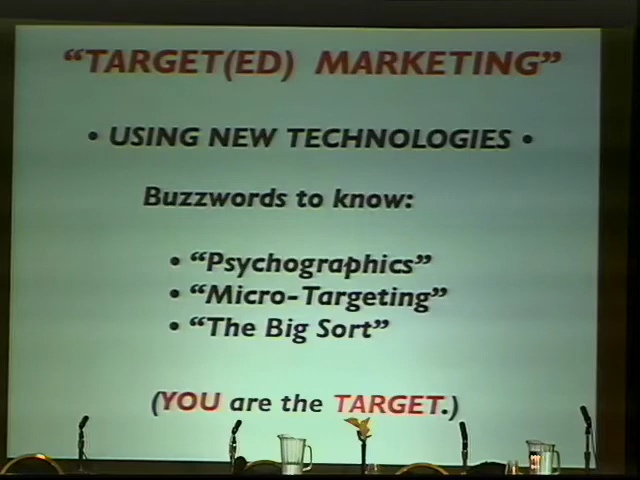 “TARGET(ED) MARKETING”
• USING NEW TECHNOLOGIES •
Buzzwords to know:
• “Psychographics”
• “Micro-Targeting”
• “The Big Sort”
(YOU are the TARGET.)